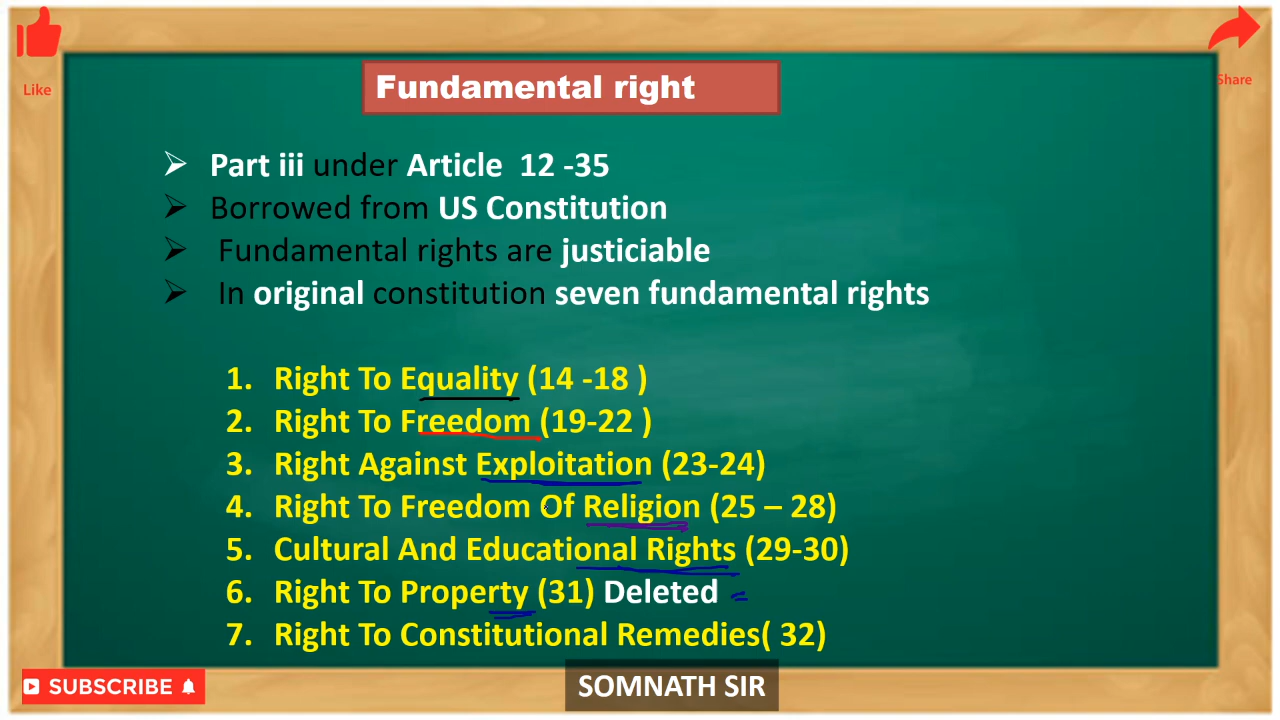 Like
Share
Fundamental right
➢ Part iii under Article 12 -35
➢ Borrowed from US Constitution
➢ Fundamental rights are justiciable
➢ In original constitution seven fundamental rights
1. Right To Equality (14 -18 )
2. Right To Freedom (19-22 )
3. Right Against Exploitation (23-24)
4. Right To Freedom Of Religion (25 – 28)
5. Cultural And Educational Rights (29-30)
6. Right To Property (31) Deleted
7. Right To Constitutional Remedies( 32)
SUBSCRIBE
SOMNATH SIR